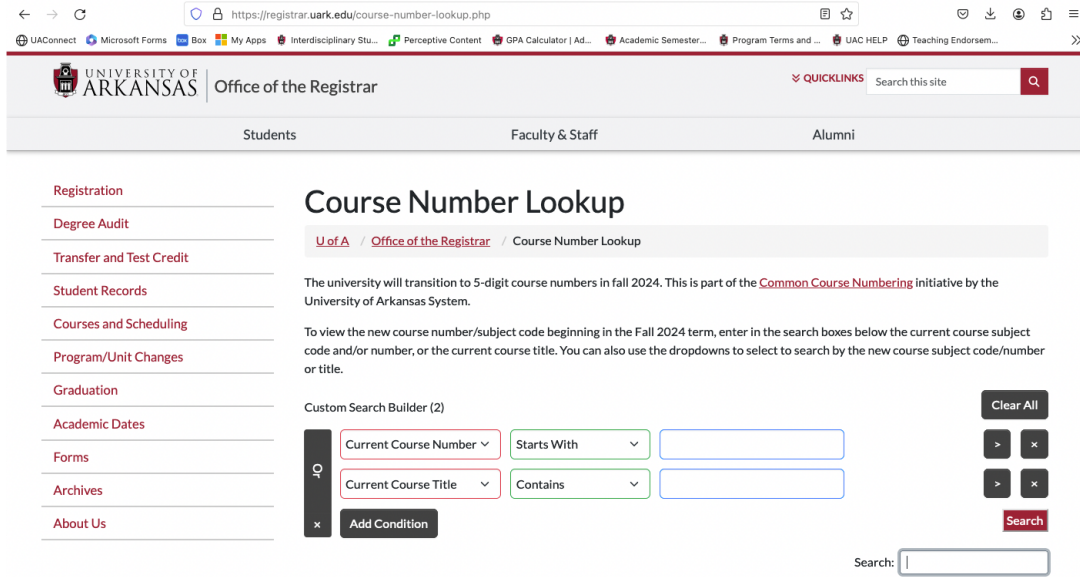 https://registrar.uark.edu/course-number-lookup.php
UAConnect Microsoft Forms box Box My Apps Interdisciplinary Stu... Perceptive Content GPA Calculator | Ad... Academic Semester... Program Terms and ... UAC HELP Teaching Endorsem...
UNIVERSITY OF
ARKANSAS
Office of the Registrar
QUICKLINKS
Search this site
Students Faculty & Staff Alumni
Registration
Degree Audit
Transfer and Test Credit
Student Records
Courses and Scheduling
Program/Unit Changes
Graduation
Academic Dates
Forms
Archives
About Us
Course Number Lookup
U of A / Office of the Registrar / Course Number Lookup
The university will transition to 5-digit course numbers in fall 2024. This is part of the Common Course Numbering initiative by the
University of Arkansas System.
To view the new course number/subject code beginning in the Fall 2024 term, enter in the search boxes below the current course subject
code and/or number, or the current course title. You can also use the dropdowns to select to search by the new course subject code/number
or title.
Custom Search Builder (2)
Clear All
Or
Current Course Number Starts With > ×
Current Course Title Contains > ×
× Add Condition
Search
Search: